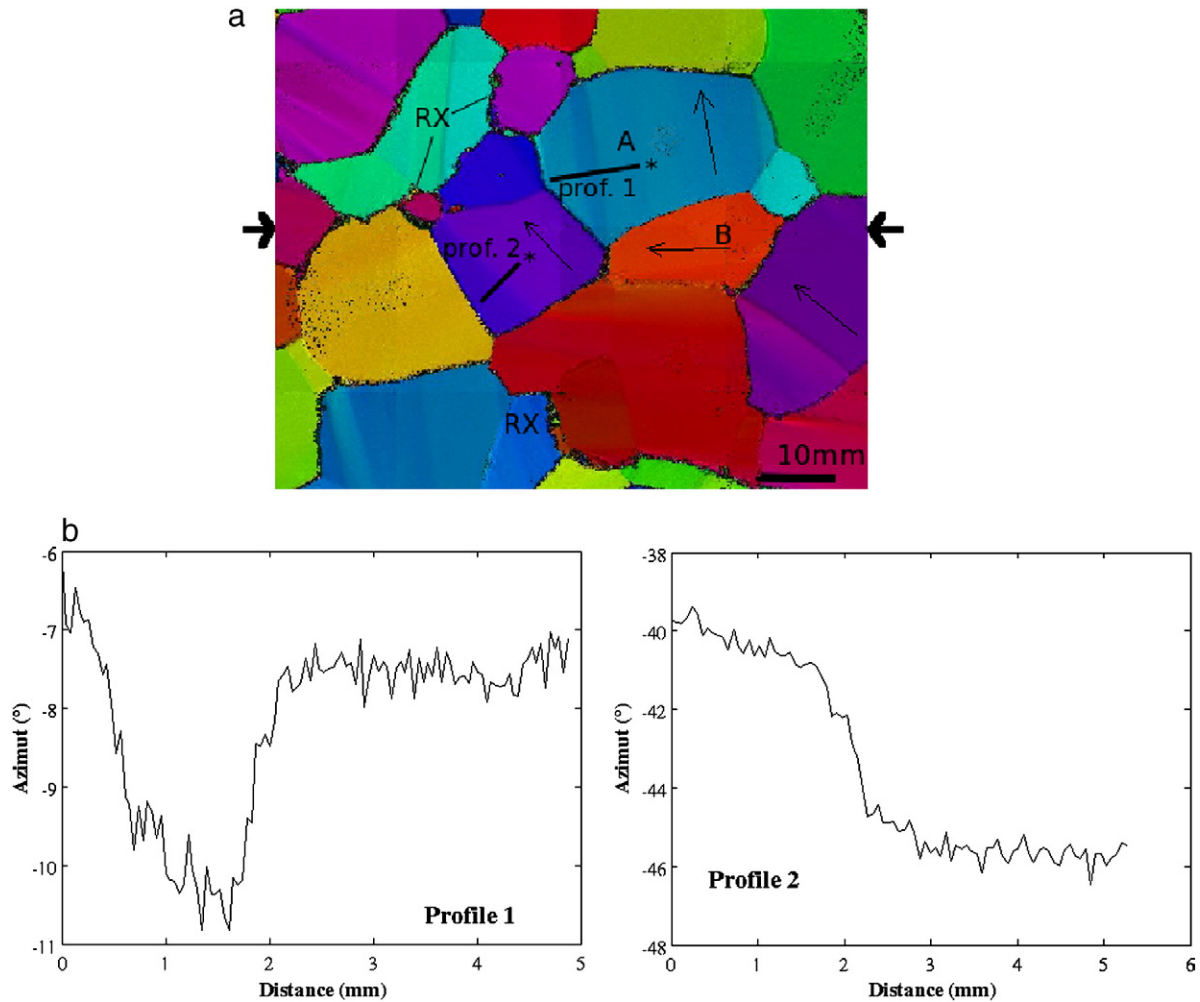 a
RX
A
*
prof. 1
B
prof. 2
*
RX
10mm
b
-6
-7
-8
-9
-10
-11
0
1
2
3
4
5
Azimut (°)
Distance (mm)
Profile 1
-38
-40
-42
-44
-46
-48
0
1
2
3
4
5
6
Azimut (°)
Distance (mm)
Profile 2